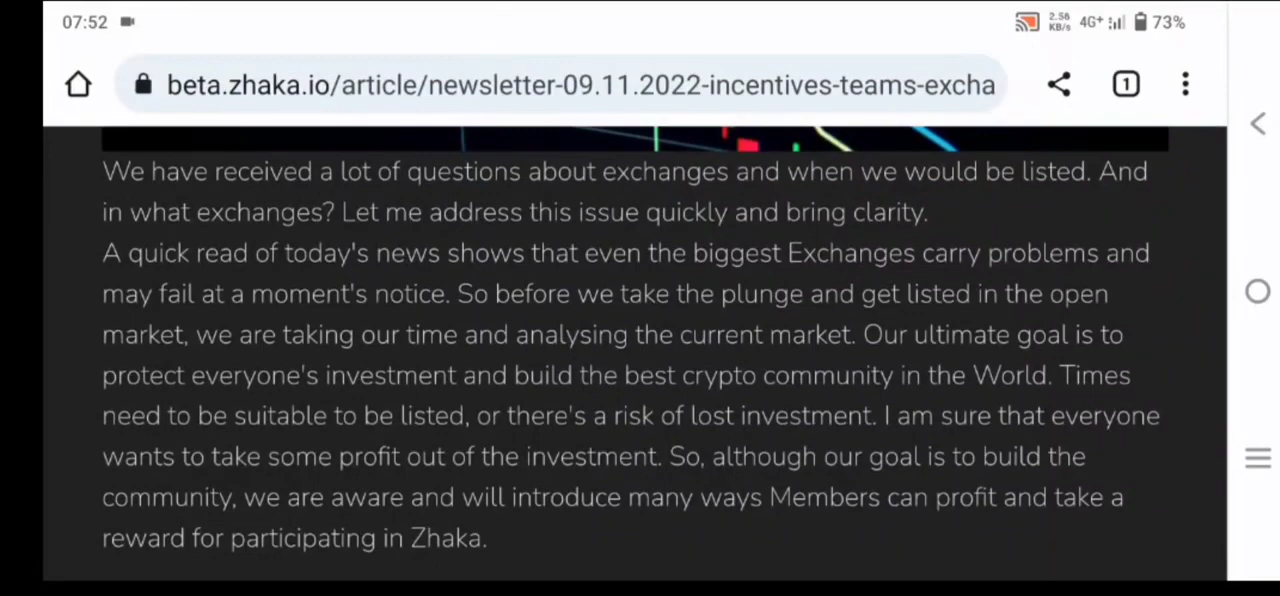 07:52
2.58
KB/s
4G+
73%
beta.zhaka.io/article/newsletter-09.11.2022-incentives-teams-excha
1
We have received a lot of questions about exchanges and when we would be listed. And
in what exchanges? Let me address this issue quickly and bring clarity.
A quick read of today's news shows that even the biggest Exchanges carry problems and
may fail at a moment's notice. So before we take the plunge and get listed in the open
market, we are taking our time and analysing the current market. Our ultimate goal is to
protect everyone's investment and build the best crypto community in the World. Times
need to be suitable to be listed, or there's a risk of lost investment. I am sure that everyone
wants to take some profit out of the investment. So, although our goal is to build the
community, we are aware and will introduce many ways Members can profit and take a
reward for participating in Zhaka.